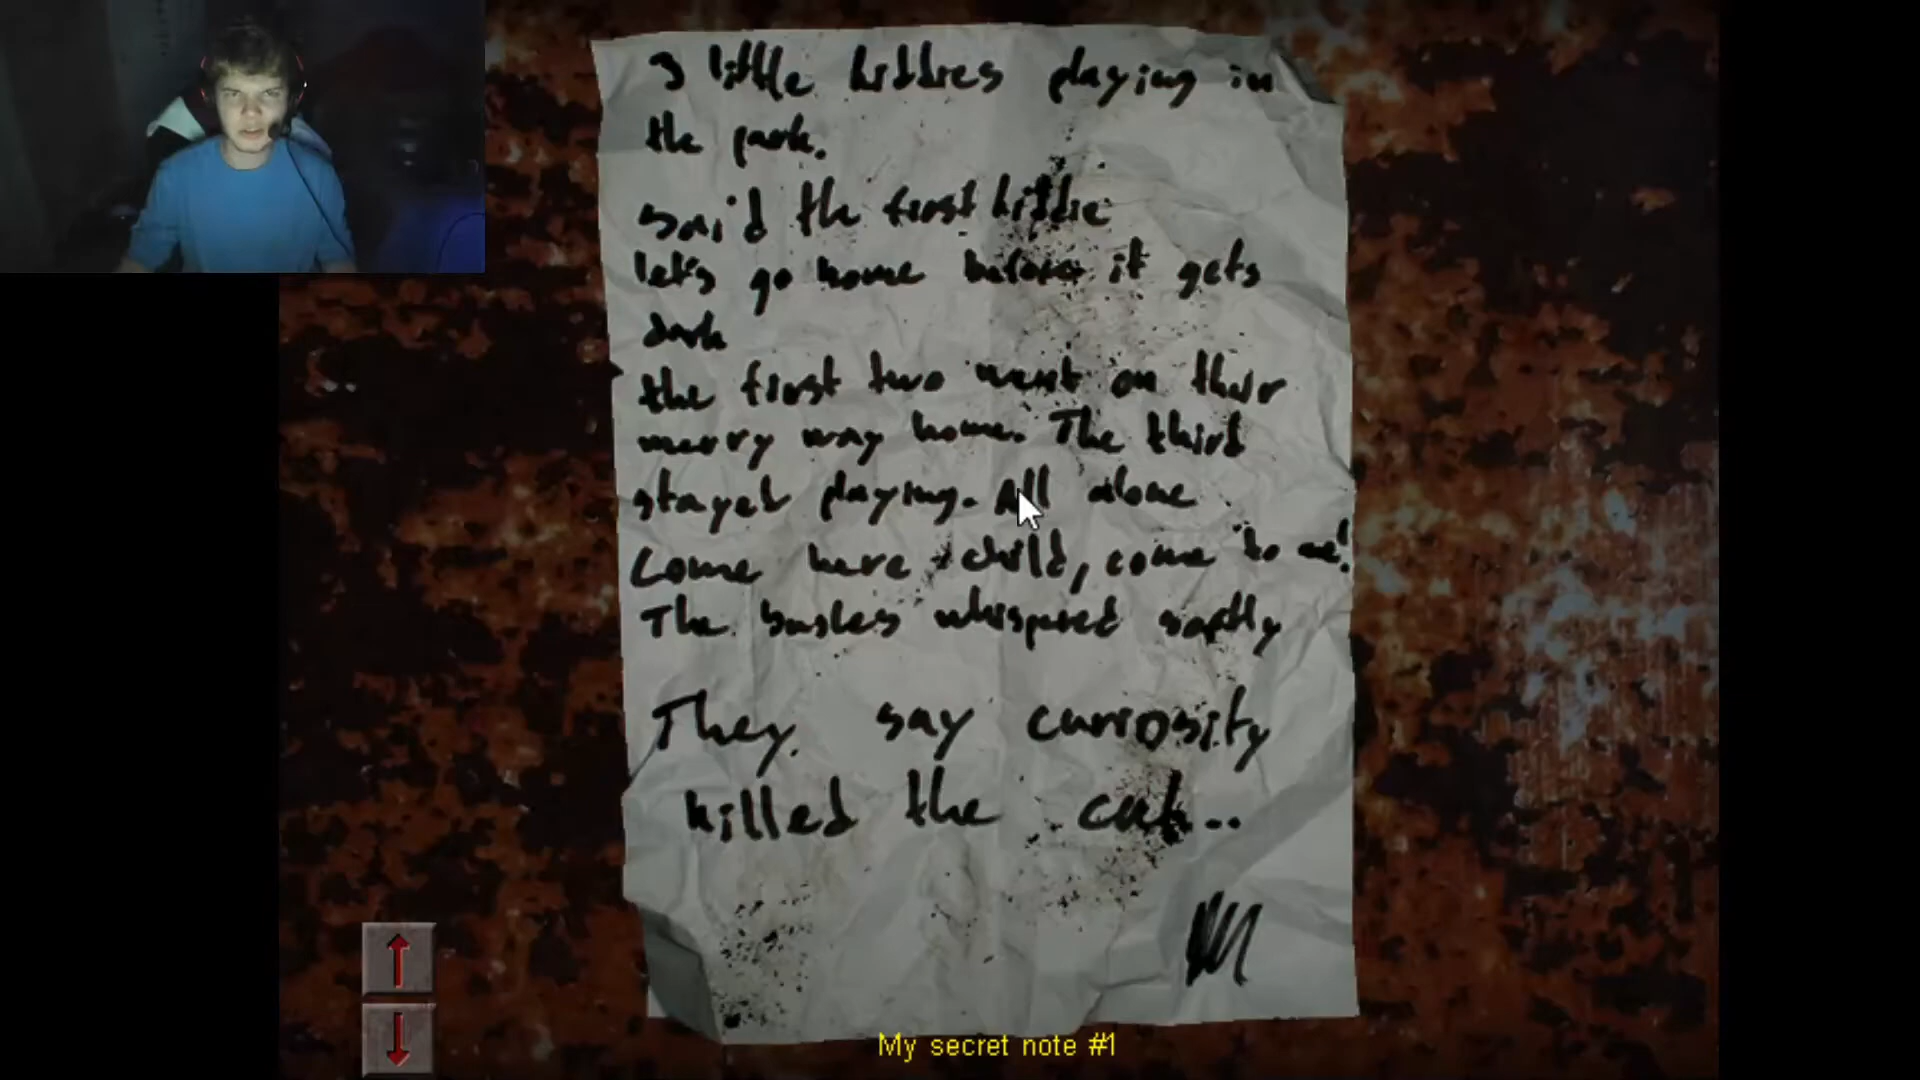 3 little kiddies playing in
the park.
said the first kiddie
let's go home before it gets
dark
the first two went on their
merry way home. The third
stayed playing. All alone
Come here child, come to me!
The bushes whispered softly
They say curiosity
killed the cat..
My secret note #1